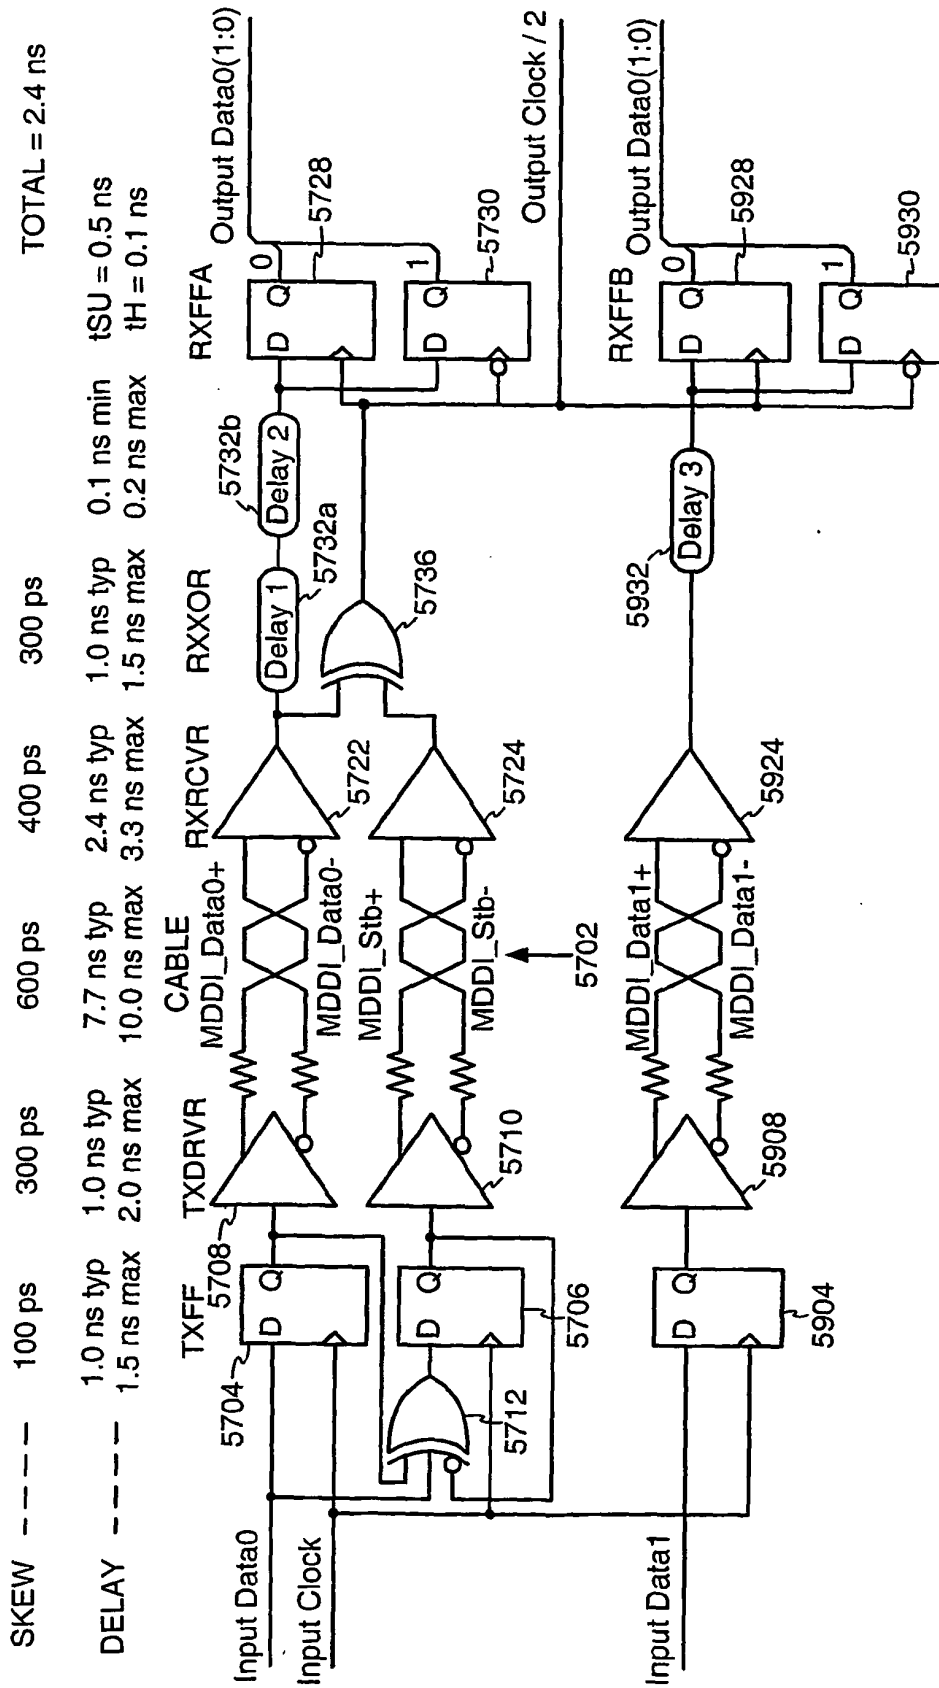 SKEW ---- 100 ps 300 ps 600 ps 400 ps 300 ps TOTAL = 2.4 ns
DELAY ---- 1.0 ns typ 1.0 ns typ 7.7 ns typ 2.4 ns typ 1.0 ns typ 0.1 ns min tSU = 0.5 ns
1.5 ns max 2.0 ns max 10.0 ns max 3.3 ns max 1.5 ns max 0.2 ns max tH = 0.1 ns
TXFF TXDRVR CABLE RXRCVR RXXOR RXFFA
Input Data0
Input Clock
5704
D Q
5708
MDDI_Data0+
MDDI_Data0-
5722
Delay 1
5732a
Delay 2
5732b
D Q
0
5728
Output Data0(1:0)
5712
D Q
5706
5710
MDDI_Stb+
MDDI_Stb-
5702
5724
5736
D Q
1
5730
Output Clock / 2
RXFFB
Input Data1
D Q
5904
5908
MDDI_Data1+
MDDI_Data1-
5924
5932
Delay 3
D Q
0
5928
Output Data0(1:0)
D Q
1
5930